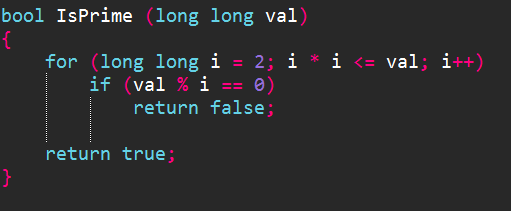 bool IsPrime (long long val)
{
    for (long long i = 2; i * i <= val; i++)
        if (val % i == 0)
            return false;

    return true;
}